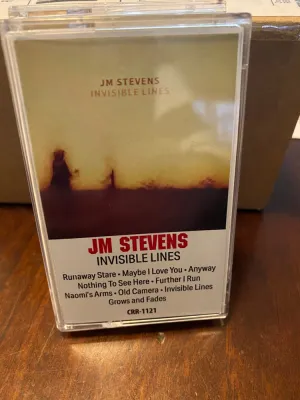 JM STEVENS
INVISIBLE LINES
JM STEVENS
INVISIBLE LINES
Runaway Stare • Maybe I Love You • Anyway
Nothing To See Here • Further I Run
Naomi's Arms • Old Camera • Invisible Lines
Grows and Fades
CRR-1121